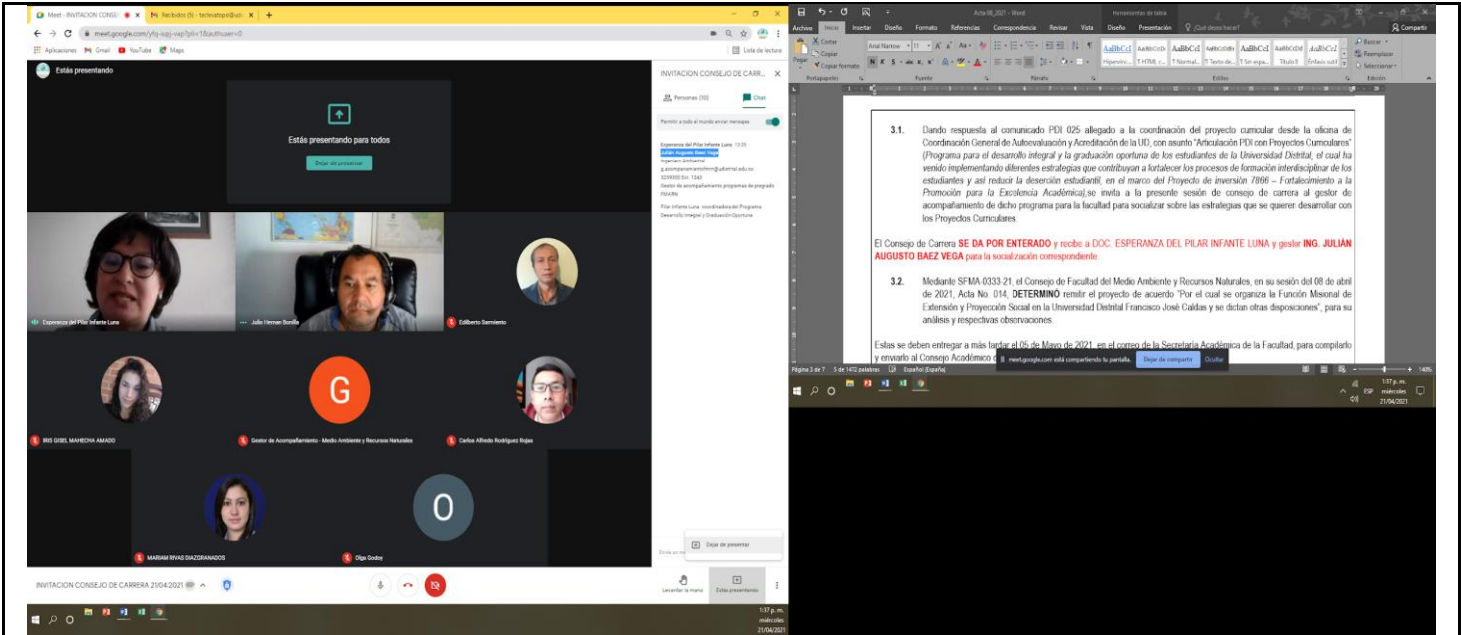 Meet - INVITACION CONSEJ
Recibidos (5) - teclevatopo@ud
meet.google.com/yfq-iupj-vap?pli=1&authuser=0
Aplicaciones Gmail YouTube Maps
Lista de lectura
Estás presentando
Estás presentando para todos
Dejar de presentar
INVITACION CONSEJO DE CARR...
Personas (10) Chat
Permitir a todo el mundo enviar mensajes
Esperanza del Pilar Infante Luna 13:35
Julián Augusto Baez Vega
Ingeniero Ambiental
3239300 Ext. 1343
Gestor de acompañamiento programas de pregrado
FMARN
Pilar Infante Luna coordinadora del Programa
Desarrollo Integral y Graduación Oportuna
Esperanza del Pilar Infante Luna
Julio Hernan Bonilla
Edilberto Sarmiento
IRIS GISEL MAHECHA AMADO
G
Gestor de Acompañamiento - Medio Ambiente y Recursos Naturales
Carlos Alfredo Rodríguez Rojas
MARIAM RIVAS DIAZGRANADOS
O
Olga Godoy
Dejar de presentar
INVITACION CONSEJO DE CARRERA 21/04/2021
Levantar la mano
Estás presentando
1:37 p. m.
miércoles
21/04/2021
Acta 08_2021 - Word
Herramientas de tabla
Archivo Inicio Insertar Diseño Formato Referencias Correspondencia Revisar Vista Diseño Presentación ¿Qué desea hacer? Compartir
Pegar
Cortar
Copiar
Copiar formato
Arial Narrow 11
Buscar
Reemplazar
Seleccionar
Portapapeles Fuente Párrafo Estilos Edición
3.1. Dando respuesta al comunicado PDI 025 allegado a la coordinación del proyecto curricular desde la oficina de
Coordinación General de Autoevaluación y Acreditación de la UD, con asunto "Articulación PDI con Proyectos Curriculares"
(Programa para el desarrollo integral y la graduación oportuna de los estudiantes de la Universidad Distrital, el cual ha
venido implementando diferentes estrategias que contribuyan a fortalecer los procesos de formación interdisciplinar de los
estudiantes y así reducir la deserción estudiantil, en el marco del Proyecto de inversión 7866 – Fortalecimiento a la
Promoción para la Excelencia Académica),se invita a la presente sesión de consejo de carrera al gestor de
acompañamiento de dicho programa para la facultad para socializar sobre las estrategias que se quieren desarrollar con
los Proyectos Curriculares.
El Consejo de Carrera SE DA POR ENTERADO y recibe a DOC. ESPERANZA DEL PILAR INFANTE LUNA y gestor ING. JULIÁN
AUGUSTO BAEZ VEGA para la socialización correspondiente
3.2. Mediante SFMA-0333-21, el Consejo de Facultad del Medio Ambiente y Recursos Naturales, en su sesión del 08 de abril
de 2021, Acta No. 014, DETERMINÓ remitir el proyecto de acuerdo "Por el cual se organiza la Función Misional de
Extensión y Proyección Social en la Universidad Distrital Francisco José Caldas y se dictan otras disposiciones", para su
análisis y respectivas observaciones.
Estas se deben entregar a más tardar el 05 de Mayo de 2021, en el correo de la Secretaría Académica de la Facultad, para compilarlo
y enviarlo al Consejo Académico
meet.google.com está compartiendo tu pantalla. Dejar de compartir Ocultar
Página 3 de 7 5 de 1472 palabras Español (España) 140%
ESP
1:37 p. m.
miércoles
21/04/2021